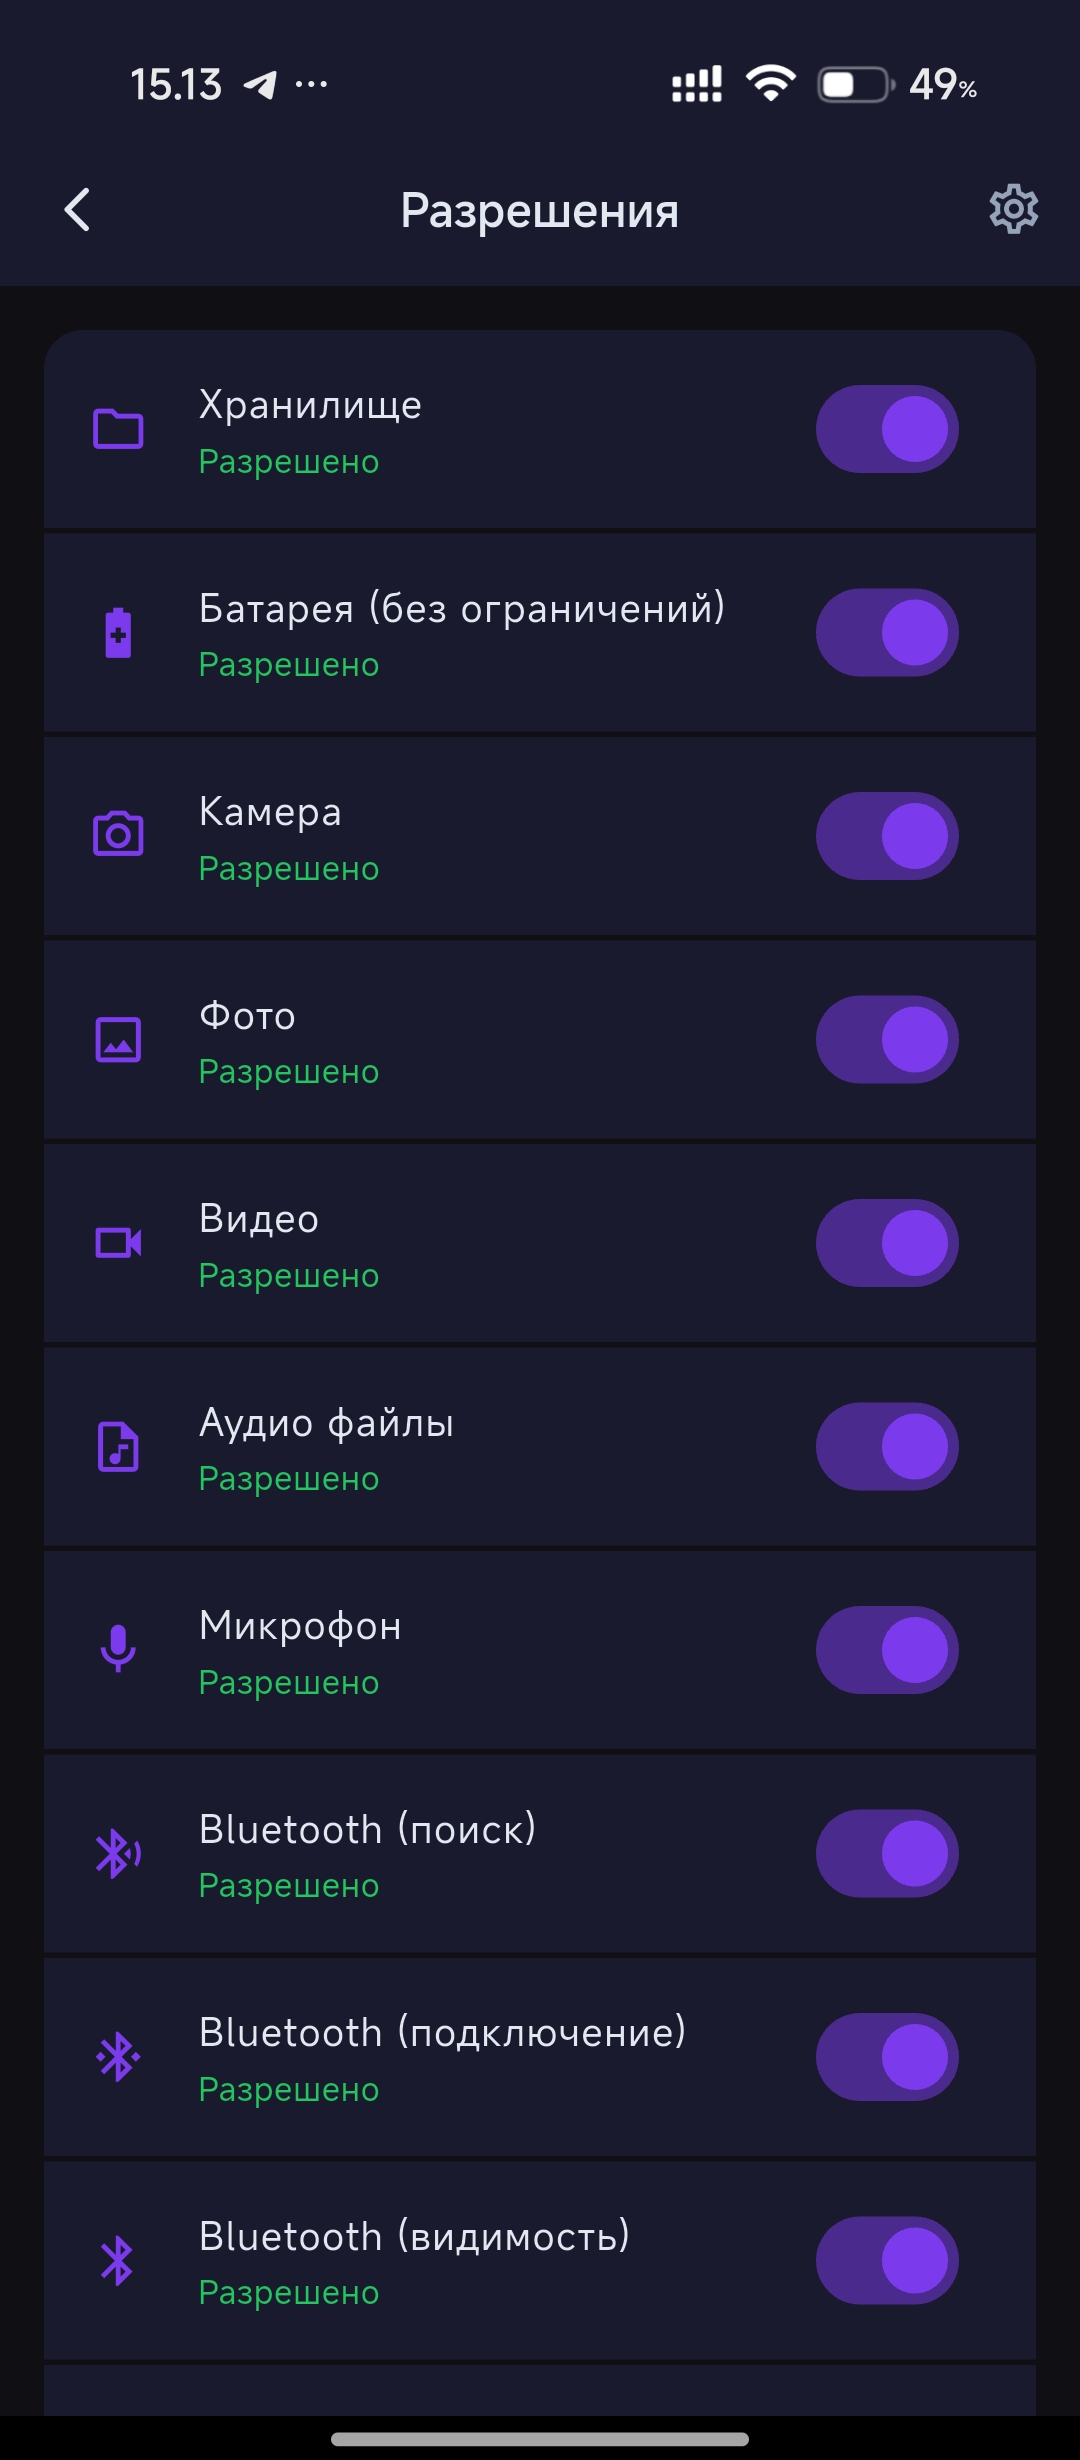 15.13 ... 49%
Разрешения
Хранилище
Разрешено
Батарея (без ограничений)
Разрешено
Камера
Разрешено
Фото
Разрешено
Видео
Разрешено
Аудио файлы
Разрешено
Микрофон
Разрешено
Bluetooth (поиск)
Разрешено
Bluetooth (подключение)
Разрешено
Bluetooth (видимость)
Разрешено